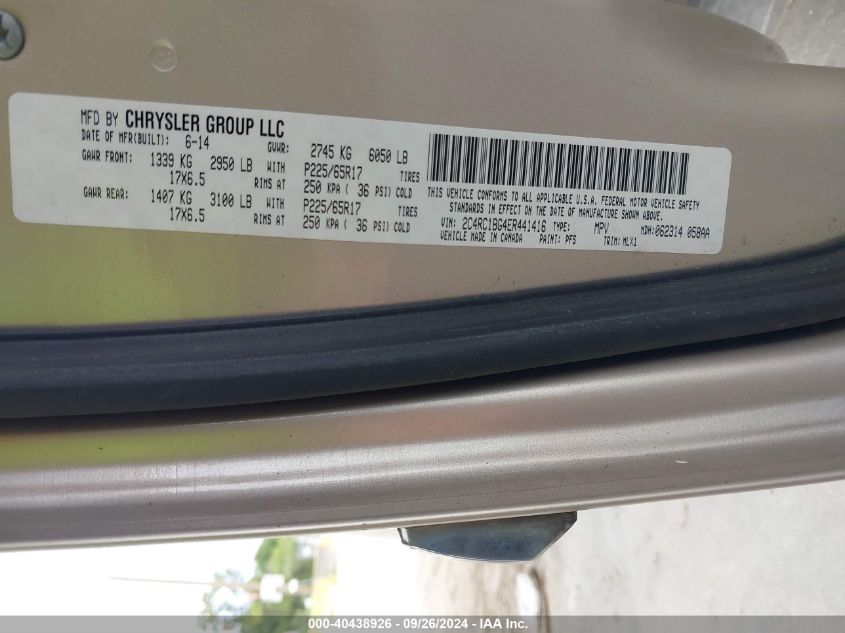 MFD BY CHRYSLER GROUP LLC
DATE OF MFR(BUILT): 6-14 GVWR: 2745 KG 6050 LB
GAWR FRONT: 1339 KG 2950 LB WITH P225/65R17 TIRES
17X6.5 RIMS AT 250 KPA ( 36 PSI) COLD
GAWR REAR: 1407 KG 3100 LB WITH P225/65R17 TIRES
17X6.5 RIMS AT 250 KPA ( 36 PSI) COLD
THIS VEHICLE CONFORMS TO ALL APPLICABLE U.S.A. FEDERAL MOTOR VEHICLE SAFETY
STANDARDS IN EFFECT ON THE DATE OF MANUFACTURE SHOWN ABOVE.
VIN: 2C4RC1BG4ER441416 TYPE: MPV MDH: 062314 058AA
VEHICLE MADE IN CANADA PAINT: PFS TRIM: MLX1
000-40438926 - 09/26/2024 - IAA Inc.